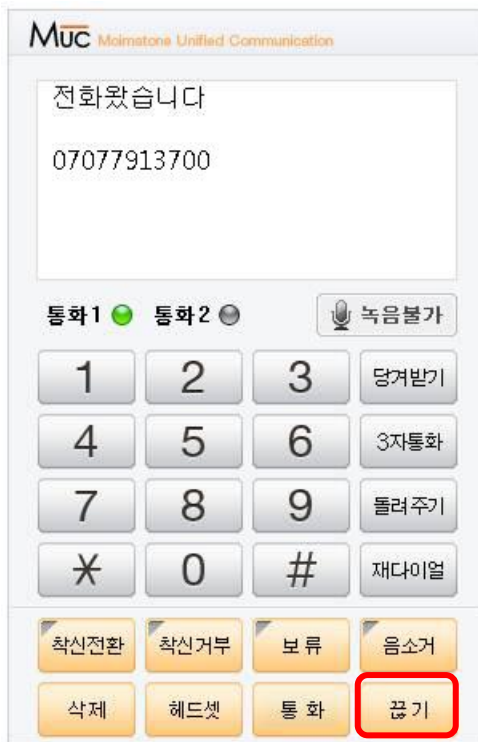 MUC Moimstone Unified Communication
전화왔습니다
07077913700
통화1 통화2 녹음불가
1 2 3 당겨받기
4 5 6 3자통화
7 8 9 돌려주기
* 0 # 재다이얼
착신전환 착신거부 보류 음소거
삭제 헤드셋 통화 끊기